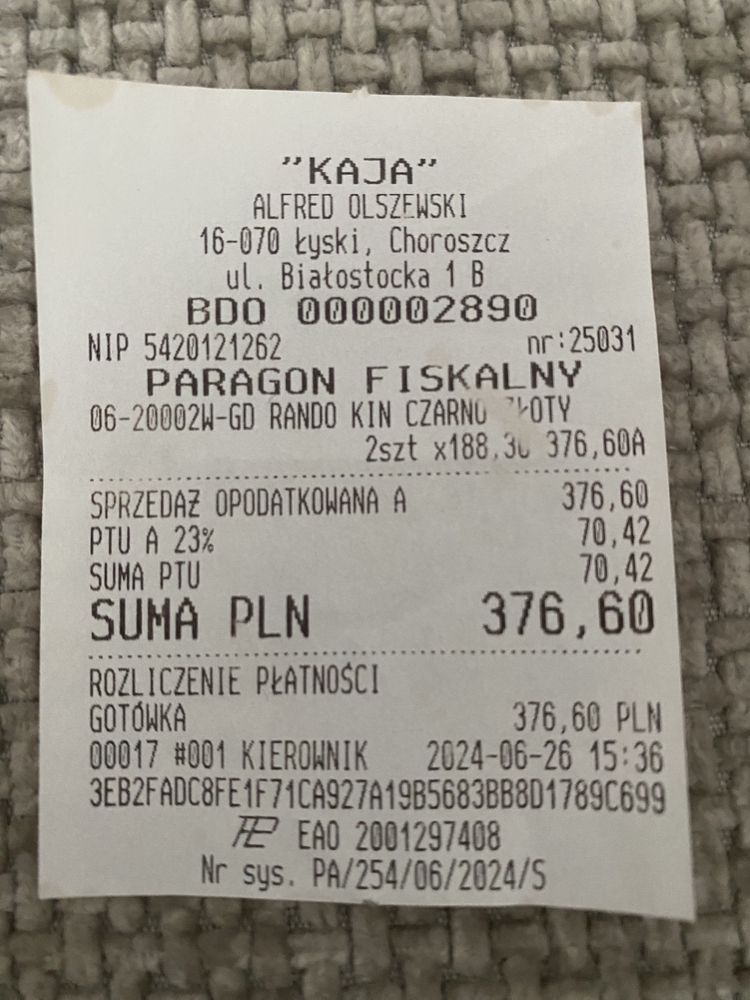 "KAJA"
ALFRED OLSZEWSKI
16-070 Łyski, Choroszcz
ul. Białostocka 1 B
BDO 000002890
NIP 5420121262 nr:25031
PARAGON FISKALNY
06-20002W-GD RANDO KIN CZARNO ZŁOTY
2szt x188,30 376,60A
SPRZEDAŻ OPODATKOWANA A 376,60
PTU A 23% 70,42
SUMA PTU 70,42
SUMA PLN 376,60
ROZLICZENIE PŁATNOŚCI
GOTÓWKA 376,60 PLN
00017 #001 KIEROWNIK 2024-06-26 15:36
3EB2FADC8FE1F71CA927A19B5683BB8D1789C699
EAO 2001297408
Nr sys. PA/254/06/2024/S